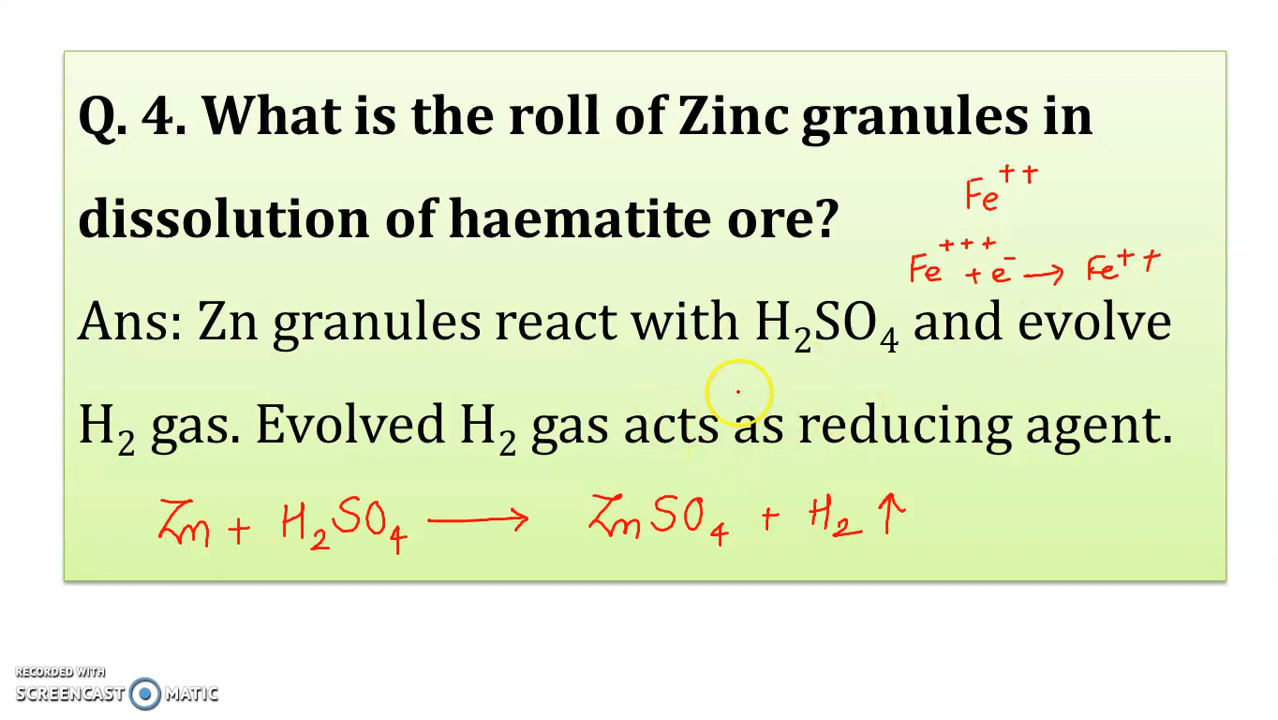 Q. 4. What is the roll of Zinc granules in
dissolution of haematite ore?
Fe⁺⁺
Fe⁺⁺⁺ + e⁻ → Fe⁺⁺
Ans: Zn granules react with H₂SO₄ and evolve
H₂ gas. Evolved H₂ gas acts as reducing agent.
Zn + H₂SO₄ → ZnSO₄ + H₂ ↑
RECORDED WITH
SCREENCAST MATIC